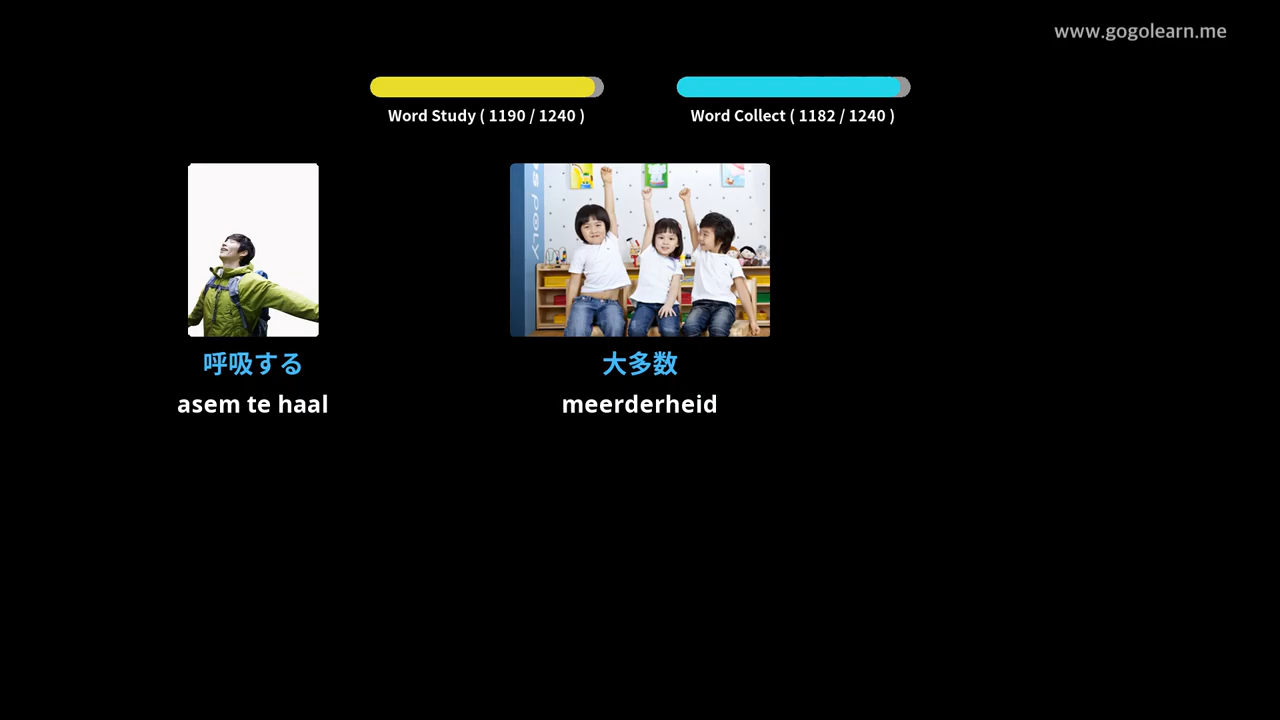 www.gogolearn.me
Word Study ( 1190 / 1240 )
Word Collect ( 1182 / 1240 )
POLY
呼吸する
大多数
asem te haal
meerderheid